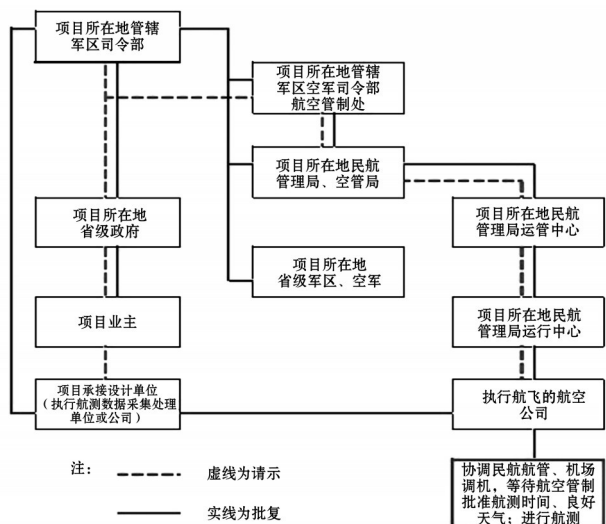 项目所在地管辖
军区司令部
项目所在地管辖
军区空军司令部
航空管制处
项目所在地民航
管理局、空管局
项目所在地
省级政府
项目所在地民航
管理局运管中心
项目所在地
省级军区、空军
项目业主
项目所在地民航
管理局运行中心
项目承接设计单位
（执行航测数据采集处理
单位或公司）
执行航飞的航空
公司
协调民航航管、机场
调机，等待航空管制
批准航测时间、良好
天气；进行航测
注：
虚线为请示
实线为批复